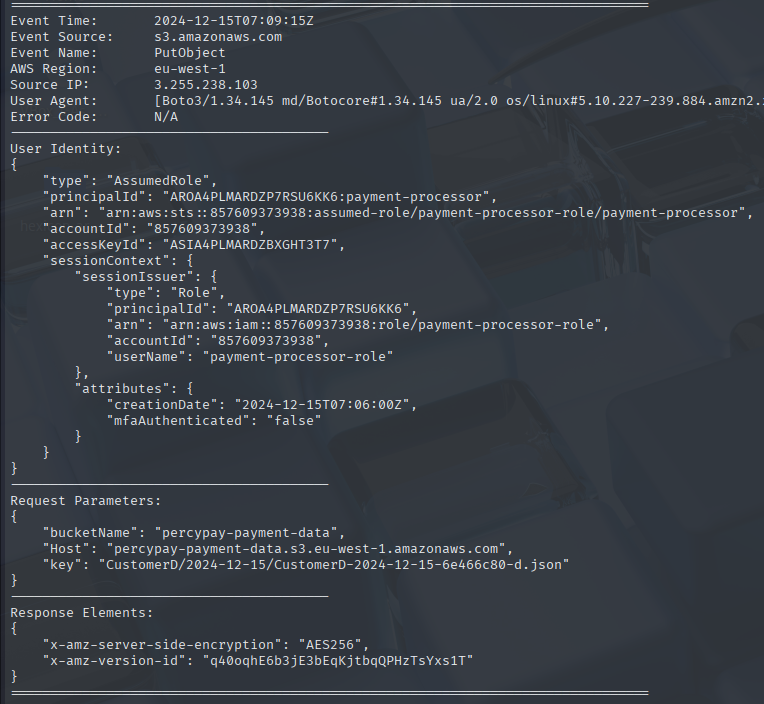 Event Time:       2024-12-15T07:09:15Z
Event Source:     s3.amazonaws.com
Event Name:       PutObject
AWS Region:       eu-west-1
Source IP:        3.255.238.103
User Agent:       [Boto3/1.34.145 md/Botocore#1.34.145 ua/2.0 os/linux#5.10.227-239.884.amzn2.
Error Code:       N/A
User Identity:
{
    "type": "AssumedRole",
    "principalId": "AROA4PLMARDZP7RSU6KK6:payment-processor",
    "arn": "arn:aws:sts::857609373938:assumed-role/payment-processor-role/payment-processor",
    "accountId": "857609373938",
    "accessKeyId": "ASIA4PLMARDZBXGHT3T7",
    "sessionContext": {
        "sessionIssuer": {
            "type": "Role",
            "principalId": "AROA4PLMARDZP7RSU6KK6",
            "arn": "arn:aws:iam::857609373938:role/payment-processor-role",
            "accountId": "857609373938",
            "userName": "payment-processor-role"
        },
        "attributes": {
            "creationDate": "2024-12-15T07:06:00Z",
            "mfaAuthenticated": "false"
        }
    }
}
Request Parameters:
{
    "bucketName": "percypay-payment-data",
    "Host": "percypay-payment-data.s3.eu-west-1.amazonaws.com",
    "key": "CustomerD/2024-12-15/CustomerD-2024-12-15-6e466c80-d.json"
}
Response Elements:
{
    "x-amz-server-side-encryption": "AES256",
    "x-amz-version-id": "q40oqhE6b3jE3bEqKjtbqQPHzTsYxs1T"
}